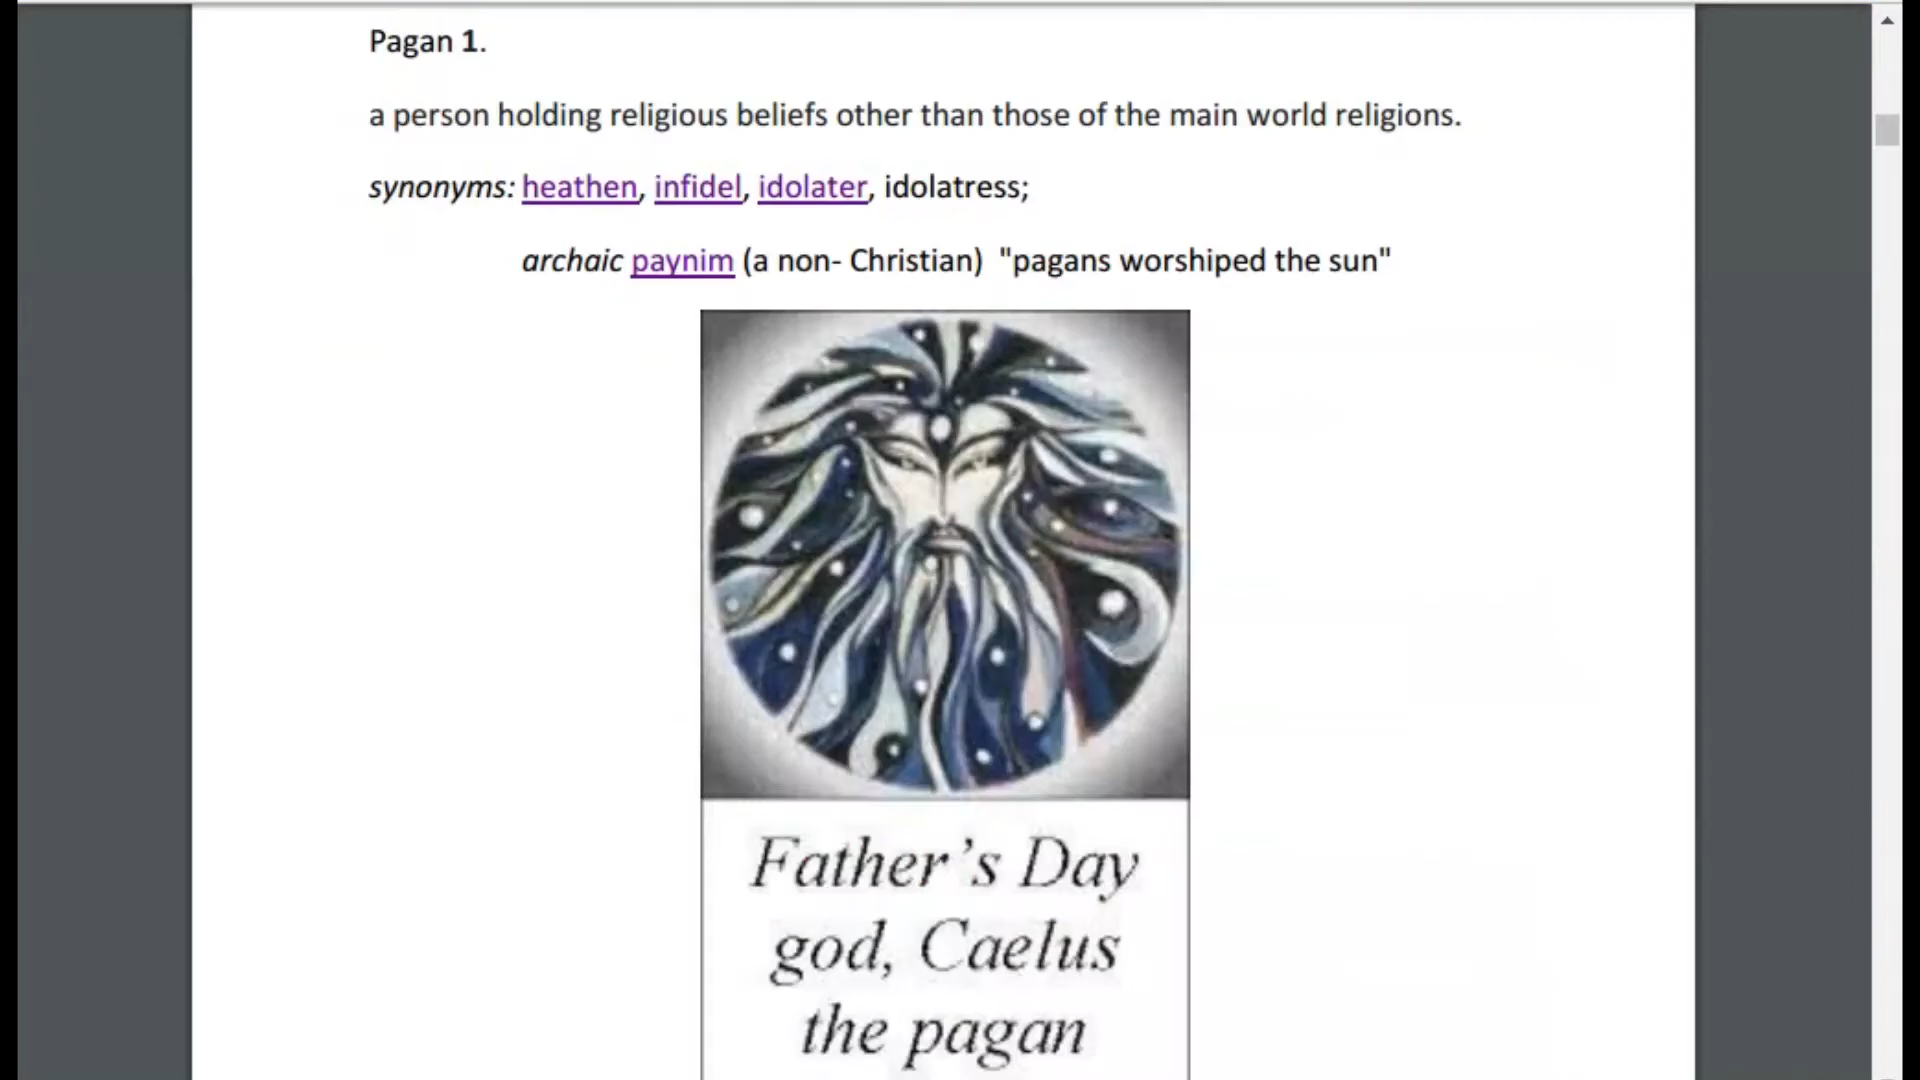 Pagan 1.
a person holding religious beliefs other than those of the main world religions.
synonyms: heathen, infidel, idolater, idolatress;
archaic paynim (a non- Christian)  "pagans worshiped the sun"
Father’s Day
god, Caelus
the pagan